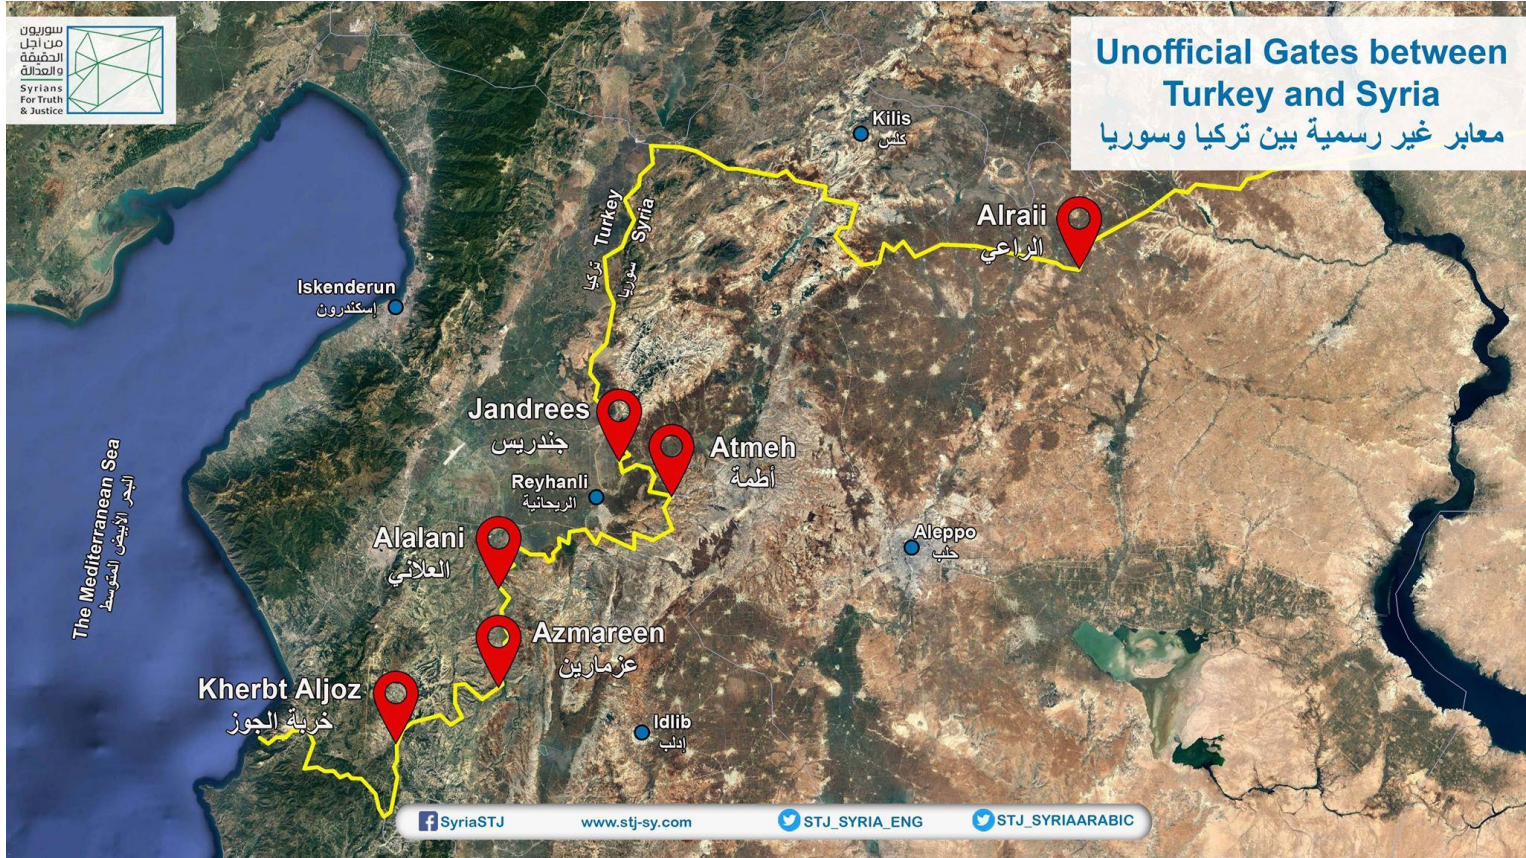 سوريون
من أجل
الحقيقة
والعدالة
Syrians
For Truth
& Justice
Unofficial Gates between
Turkey and Syria
معابر غير رسمية بين تركيا وسوريا
Kilis
كلس
Turkey
تركيا
Syria
سوريا
Alraii
الراعي
Iskenderun
إسكندرون
Jandrees
جندريس
Atmeh
أطمة
Reyhanli
الريحانية
The Mediterranean Sea
البحر الأبيض المتوسط
Alalani
العلاني
Aleppo
حلب
Azmareen
عزمارين
Kherbt Aljoz
خربة الجوز
Idlib
إدلب
SyriaSTJ
www.stj-sy.com
STJ_SYRIA_ENG
STJ_SYRIAARABIC